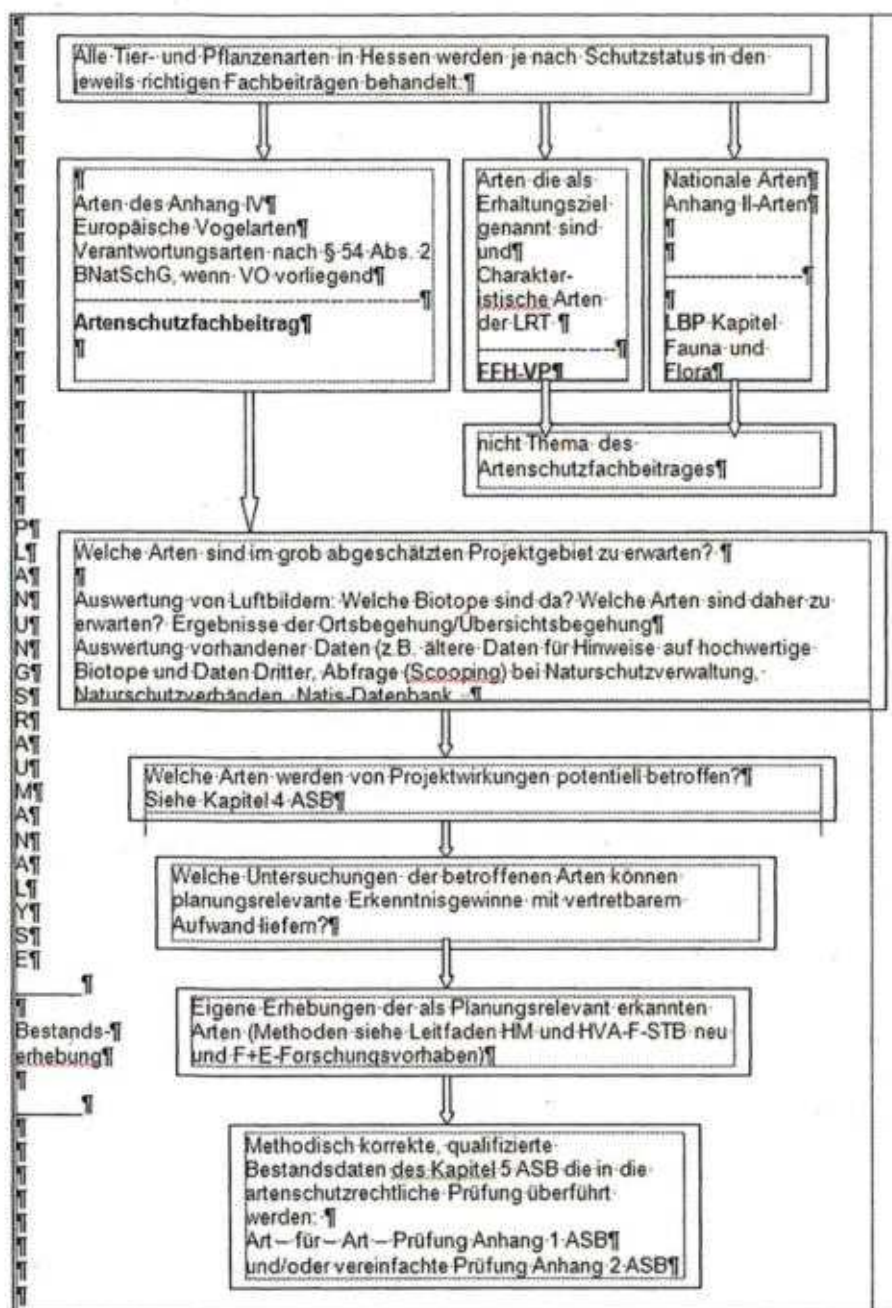 Alle Tier- und Pflanzenarten in Hessen werden je nach Schutzstatus in den
jeweils richtigen Fachbeiträgen behandelt.¶
¶
Arten des Anhang IV¶
Europäische Vogelarten¶
Verantwortungsarten nach § 54 Abs. 2
BNatSchG, wenn VO vorliegend¶
¶
Artenschutzfachbeitrag¶
¶
Arten die als
Erhaltungsziel
genannt sind
und¶
Charakter-
istische Arten
der LRT ¶
¶
FFH-VP¶
Nationale Arten¶
Anhang II-Arten¶
¶
¶
¶
¶
LBP Kapitel
Fauna und
Flora¶
nicht Thema des
Artenschutzfachbeitrages¶
P¶
L¶
A¶
N¶
U¶
N¶
G¶
S¶
R¶
A¶
U¶
M¶
A¶
N¶
A¶
L¶
Y¶
S¶
E¶
Welche Arten sind im grob abgeschätzten Projektgebiet zu erwarten? ¶
¶
Auswertung von Luftbildern: Welche Biotope sind da? Welche Arten sind daher zu
erwarten? Ergebnisse der Ortsbegehung/Übersichtsbegehung¶
Auswertung vorhandener Daten (z.B. ältere Daten für Hinweise auf hochwertige
Biotope und Daten Dritter, Abfrage (Scooping) bei Naturschutzverwaltung,
Naturschutzverbänden, Natis-Datenbank, ¶
Welche Arten werden von Projektwirkungen potentiell betroffen?¶
Siehe Kapitel 4 ASB¶
Welche Untersuchungen der betroffenen Arten können
planungsrelevante Erkenntnisgewinne mit vertretbarem
Aufwand liefern?¶
¶
¶
Bestands-¶
erhebung¶
¶
¶
Eigene Erhebungen der als Planungsrelevant erkannten
Arten (Methoden siehe Leitfaden HM und HVA-F-STB neu
und F+E-Forschungsvorhaben)¶
Methodisch korrekte, qualifizierte
Bestandsdaten des Kapitel 5 ASB die in die
artenschutzrechtliche Prüfung überführt
werden: ¶
Art – für – Art – Prüfung Anhang 1 ASB¶
und/oder vereinfachte Prüfung Anhang 2 ASB¶